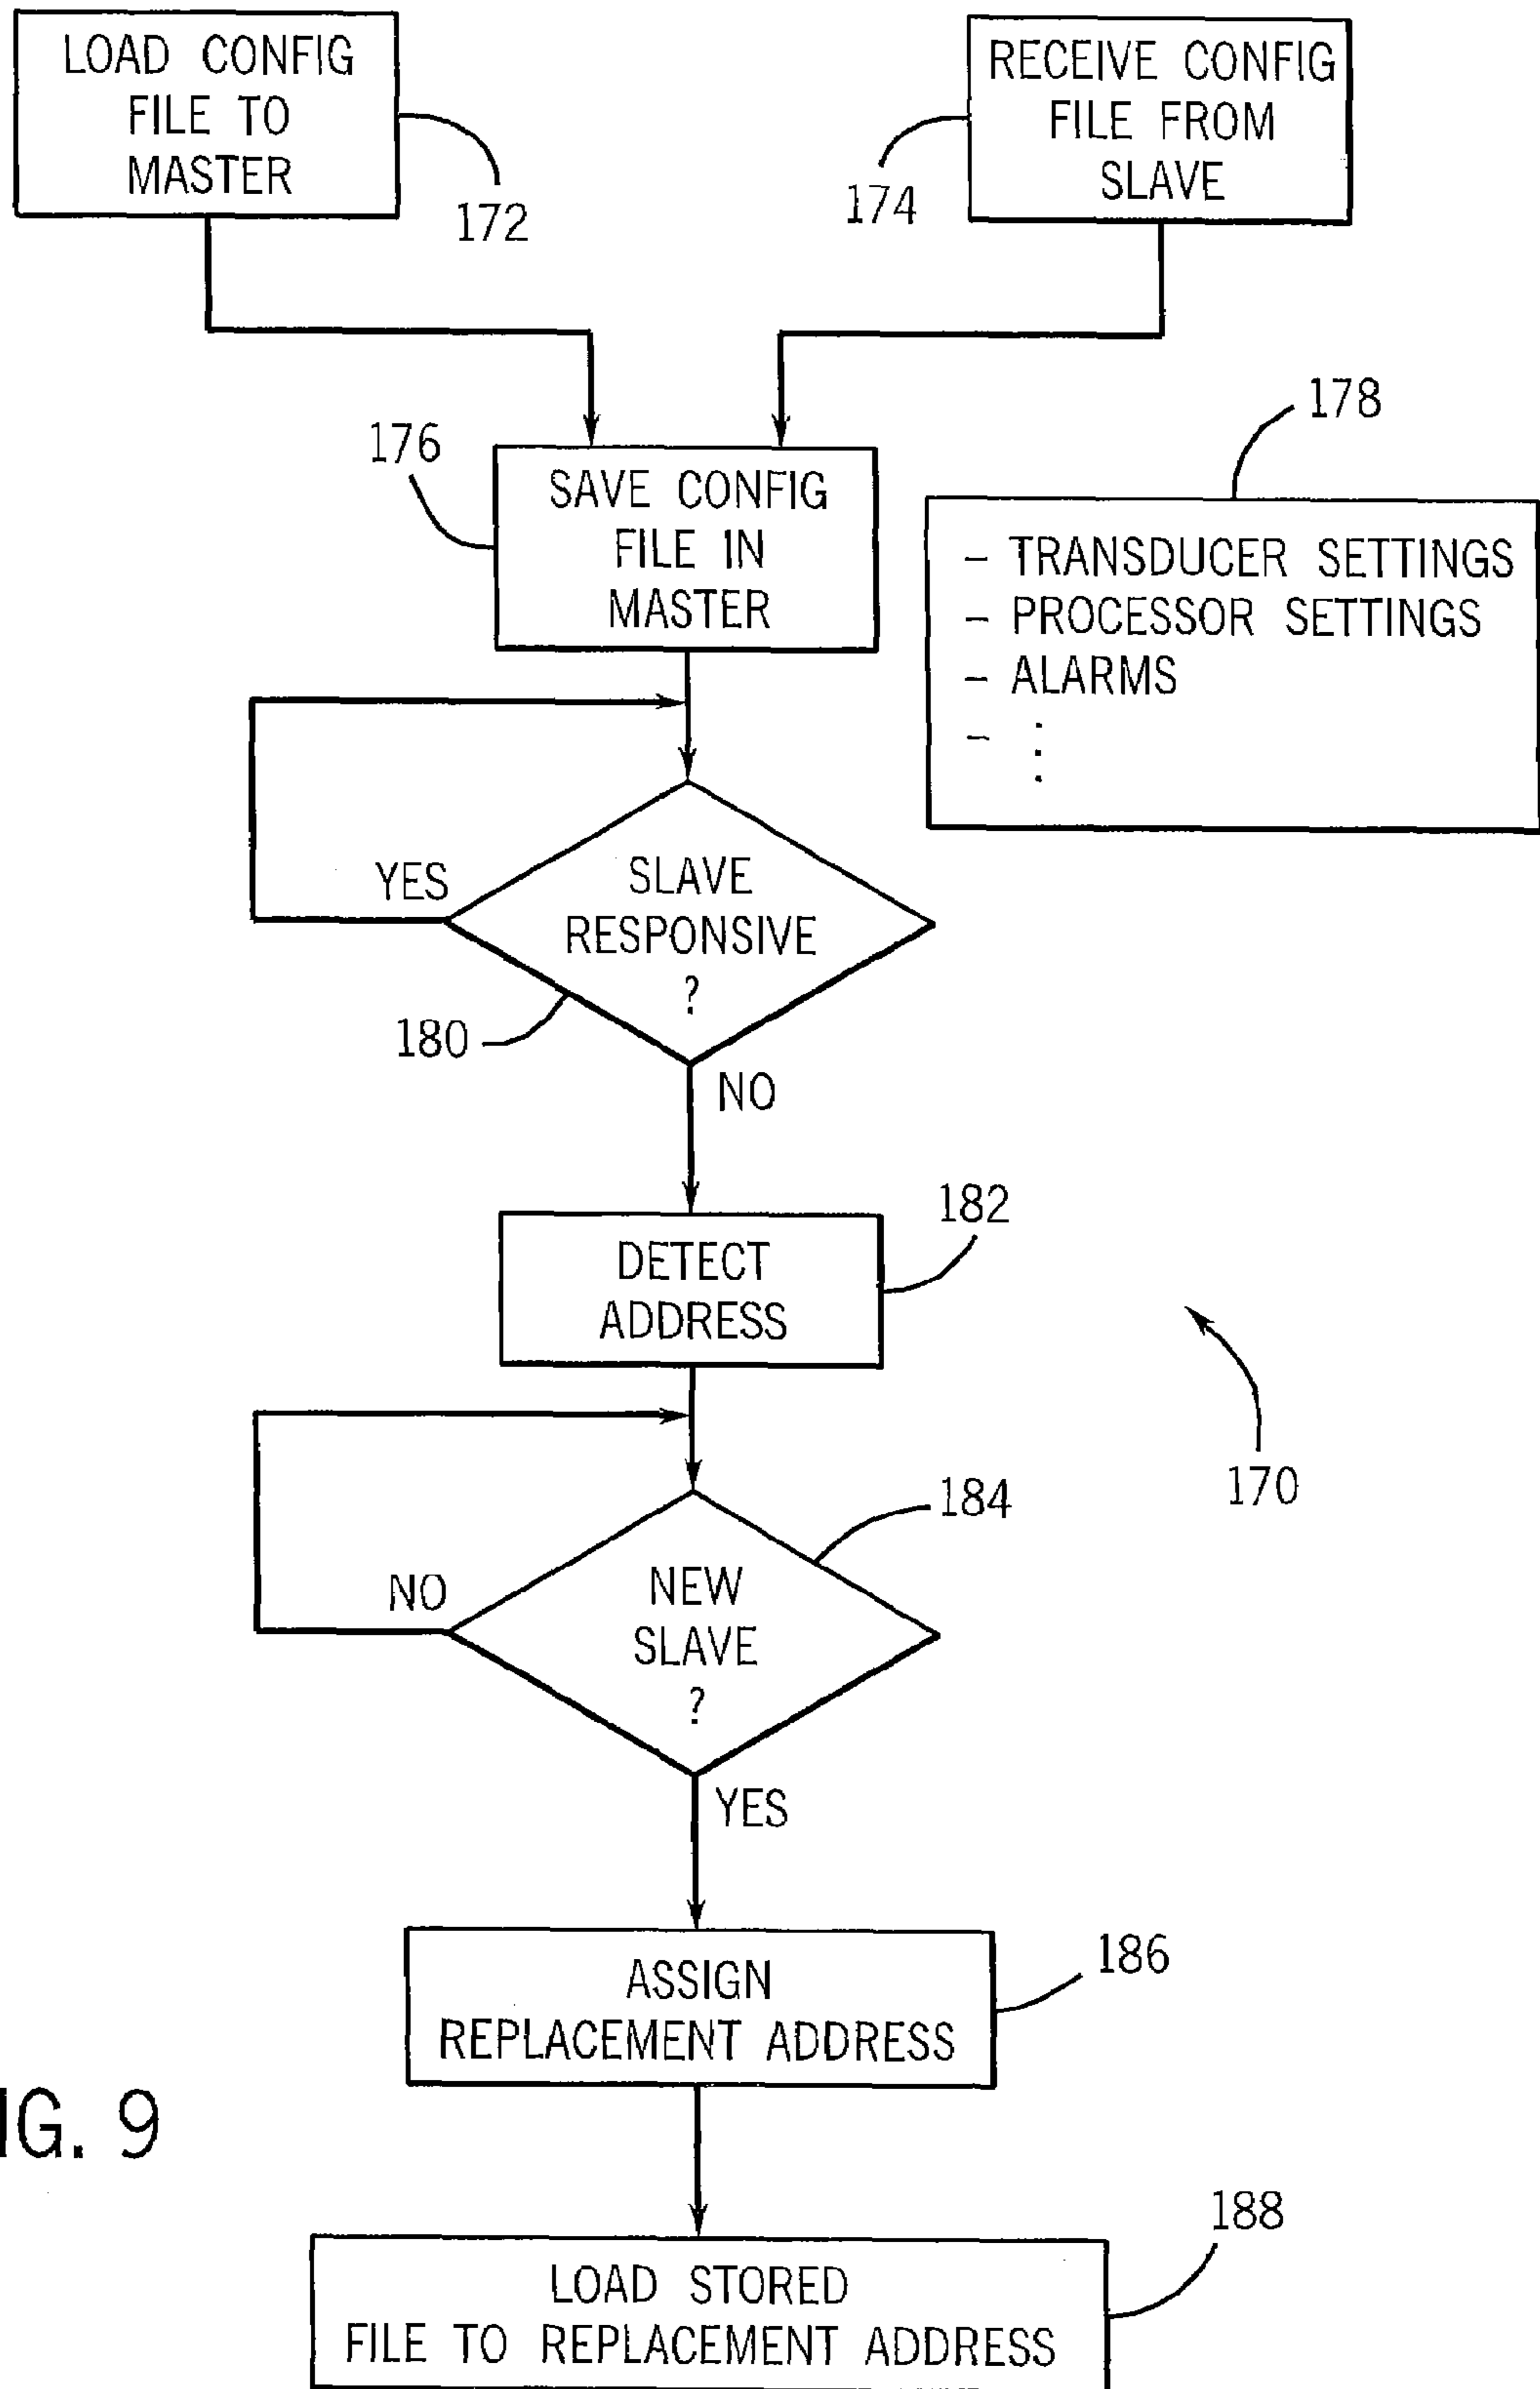 LOAD CONFIG
FILE TO
MASTER
172
RECEIVE CONFIG
FILE FROM
SLAVE
174
176
SAVE CONFIG
FILE IN
MASTER
178
- TRANSDUCER SETTINGS
- PROCESSOR SETTINGS
- ALARMS
- ⋮
YES
SLAVE
RESPONSIVE
?
180
NO
182
DETECT
ADDRESS
170
184
NO
NEW
SLAVE
?
YES
186
ASSIGN
REPLACEMENT ADDRESS
IG. 9
188
LOAD STORED
FILE TO REPLACEMENT ADDRESS